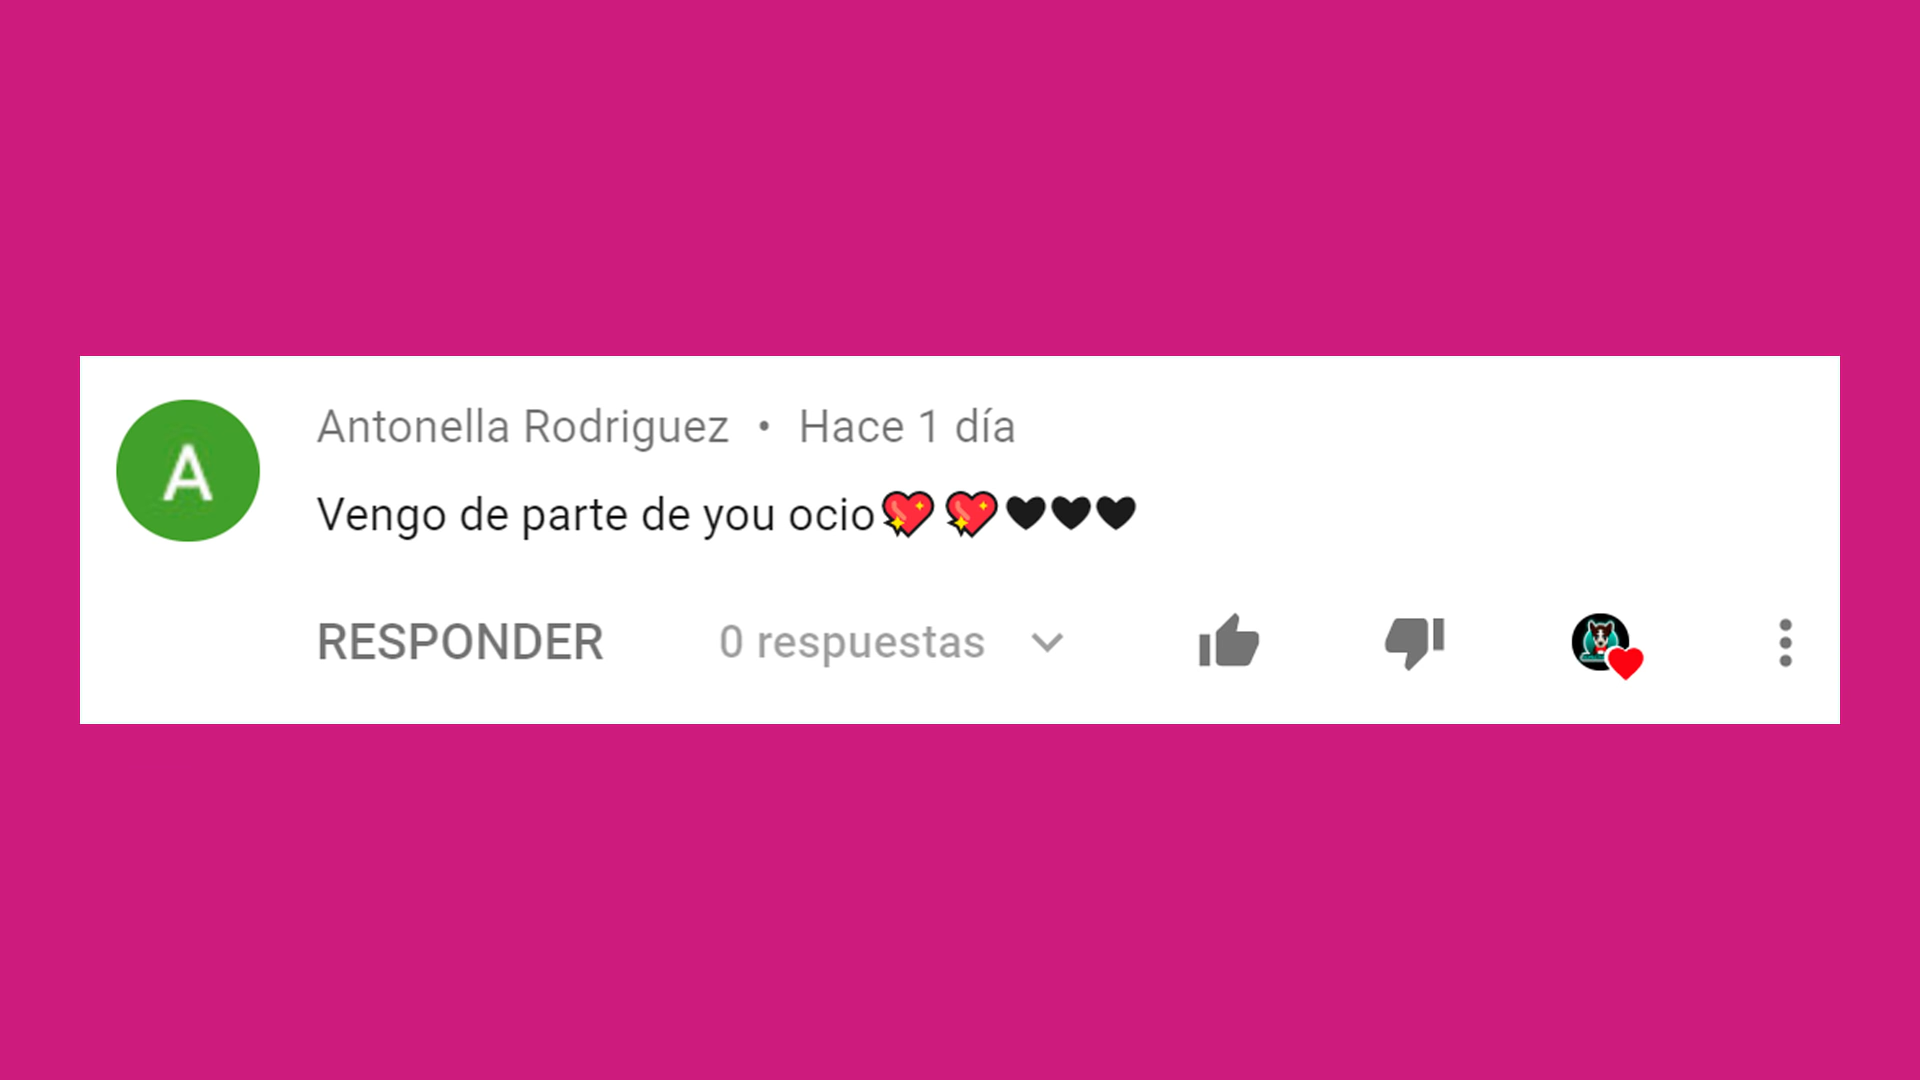 A
Antonella Rodriguez • Hace 1 día
Vengo de parte de you ocio💖 💖🖤🖤🖤
RESPONDER 0 respuestas